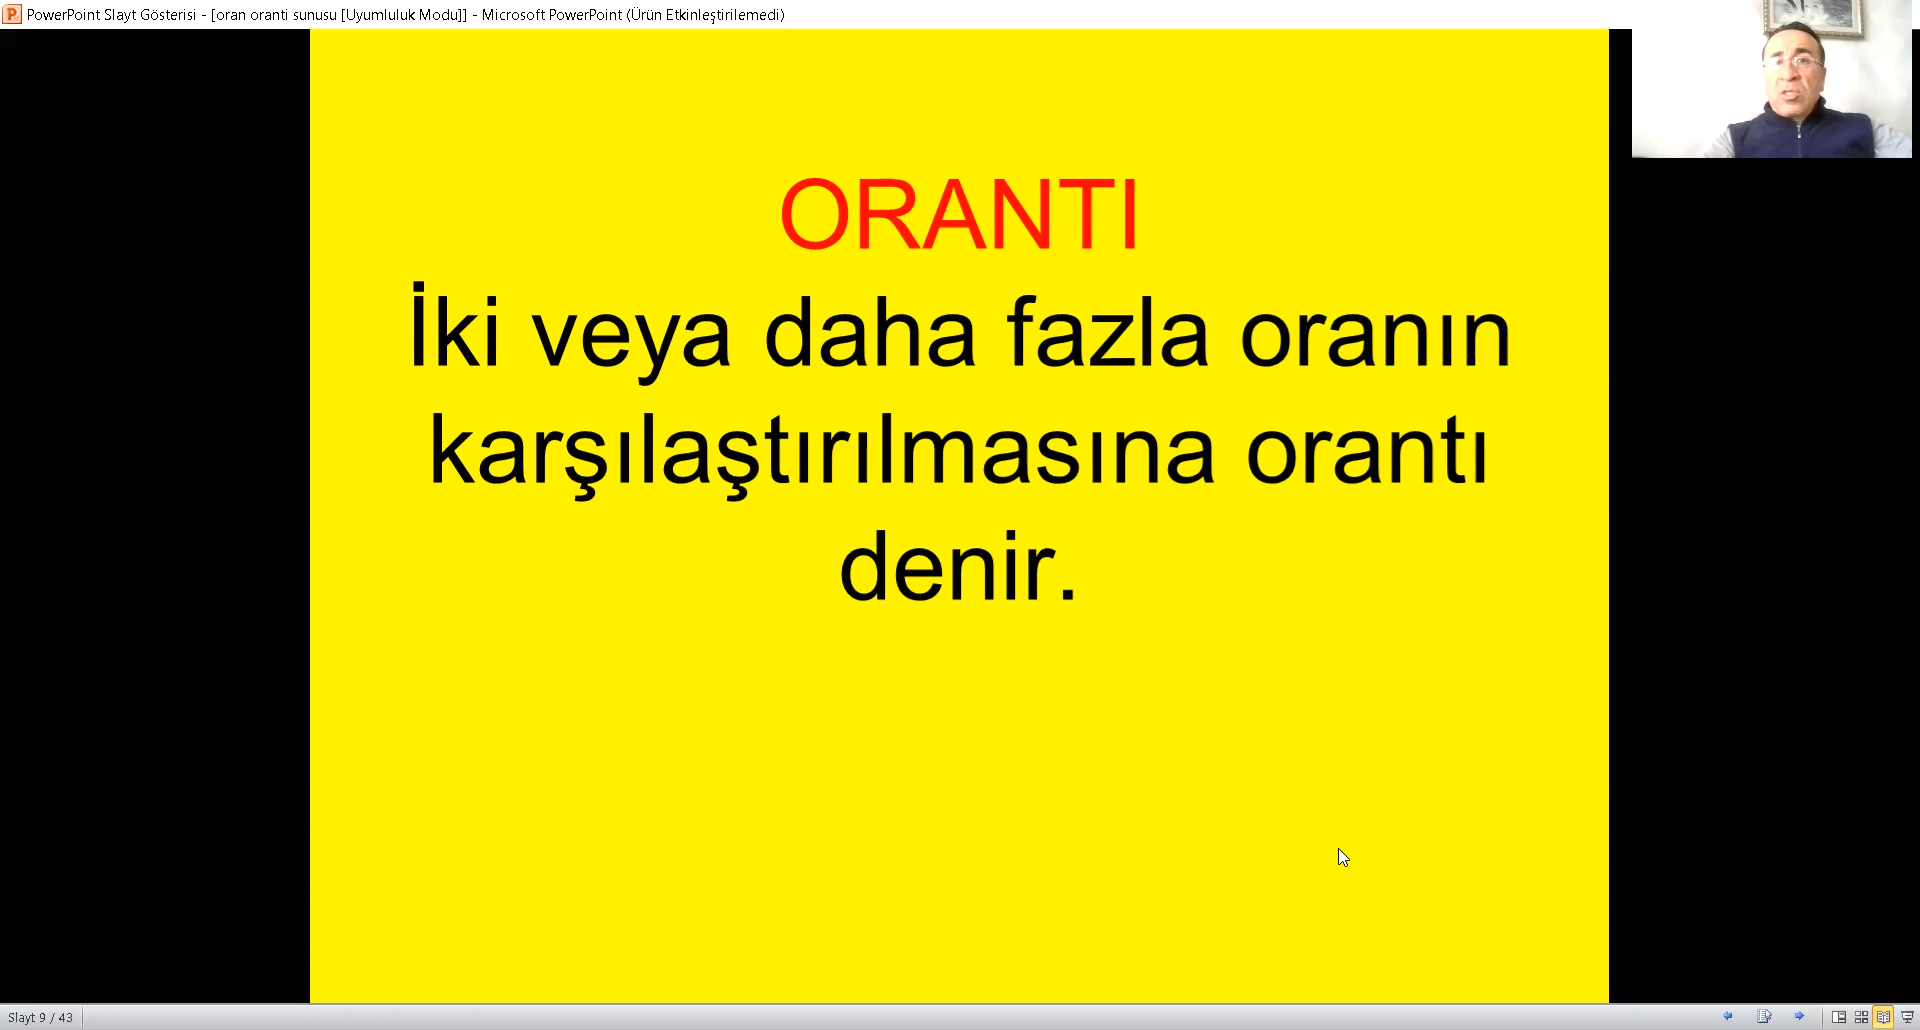 PowerPoint Slayt Gösterisi - [oran oranti sunusu [Uyumluluk Modu]] - Microsoft PowerPoint (Ürün Etkinleştirilemedi)
ORANTI
İki veya daha fazla oranın
karşılaştırılmasına orantı
denir.
Slayt 9 / 43